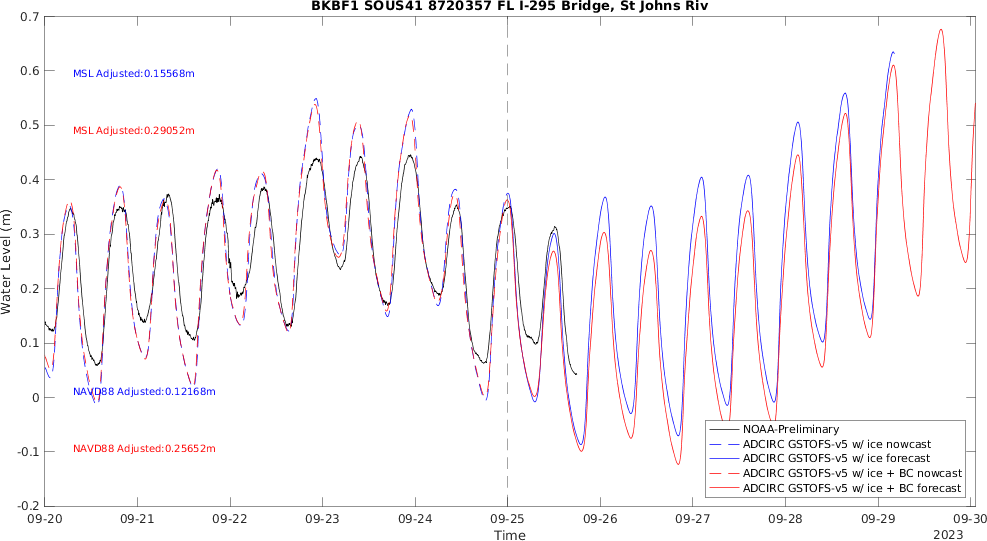 BKBF1 SOUS41 8720357 FL I-295 Bridge, St Johns Riv
0.7
0.6
0.5
0.4
0.3
0.2
0.1
0
-0.1
-0.2
Water Level (m)
MSL Adjusted:0.15568m
MSL Adjusted:0.29052m
NAVD88 Adjusted:0.12168m
NAVD88 Adjusted:0.25652m
NOAA-Preliminary
ADCIRC GSTOFS-v5 w/ ice nowcast
ADCIRC GSTOFS-v5 w/ ice forecast
ADCIRC GSTOFS-v5 w/ ice + BC nowcast
ADCIRC GSTOFS-v5 w/ ice + BC forecast
09-20 09-21 09-22 09-23 09-24 09-25 09-26 09-27 09-28 09-29 09-30
Time
2023